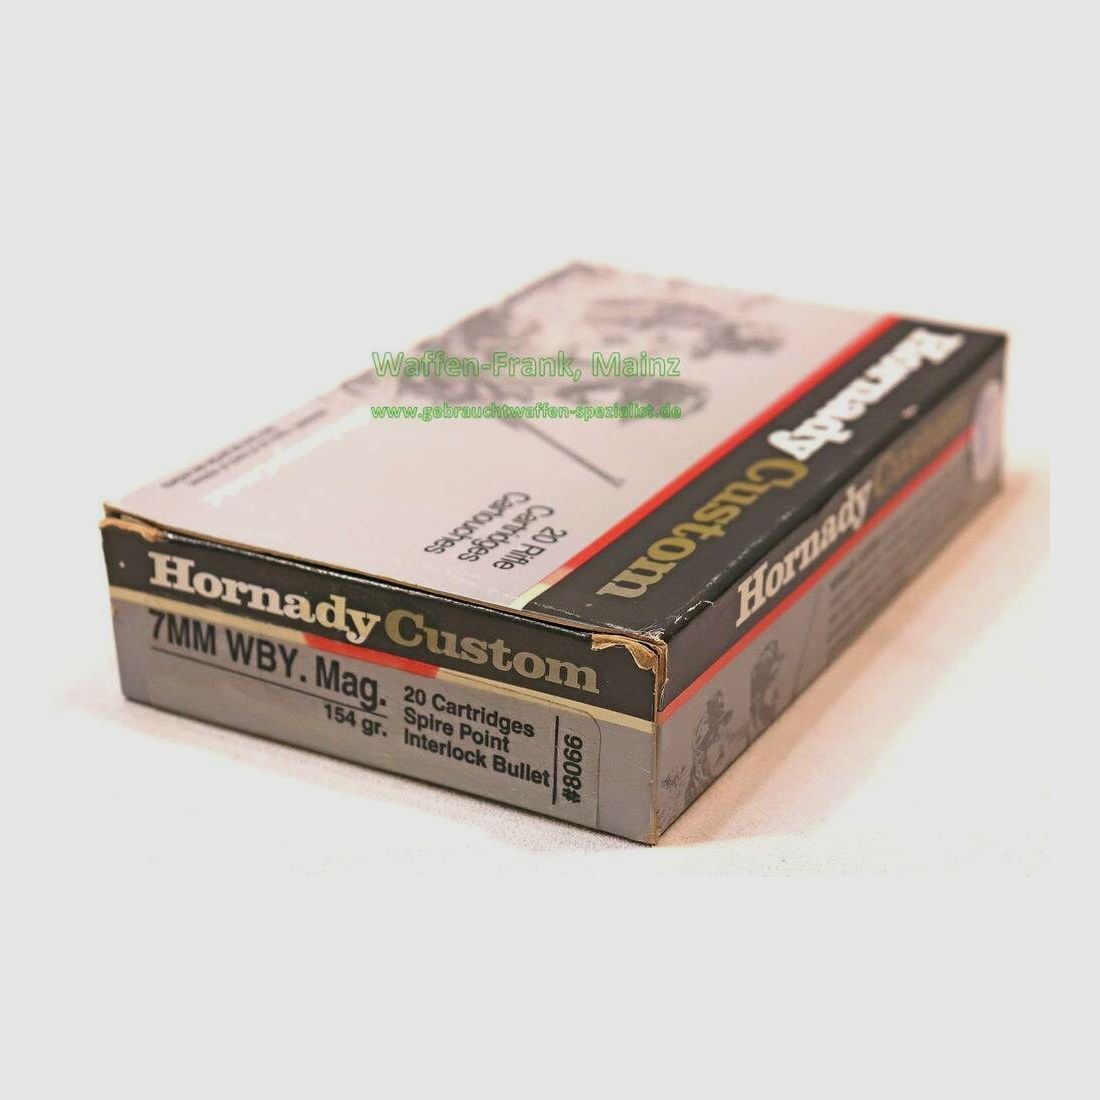 Waffen-Frank, Mainz
www.gebrauchtwaffen-spezialist.de
Hornady Custom
20 Rifle
Cartridges
Cartouches
Hornady Custom
Hornady Custom
7MM WBY. Mag.
154 gr.
20 Cartridges
Spire Point
Interlock Bullet
#8066